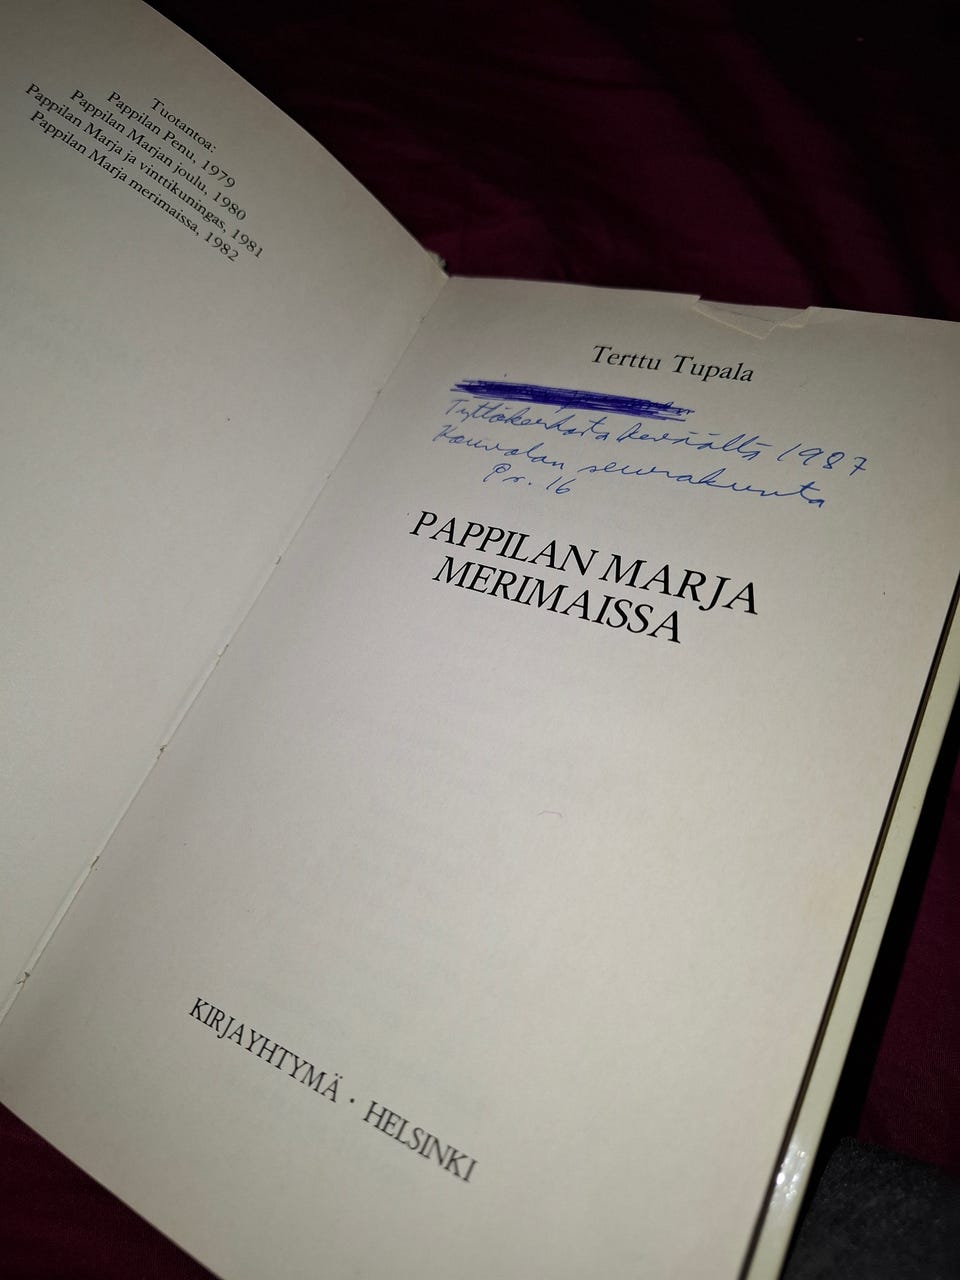 Tuotantoa:
Pappilan Penu, 1979
Pappilan Marjan joulu, 1980
Pappilan Marja ja vinttikuningas, 1981
Pappilan Marja merimaissa, 1982
Terttu Tupala
Tyttökerhosta keväällä 1987
Kouvolan seurakunta
Pr. 16
PAPPILAN MARJA
MERIMAISSA
KIRJAYHTYMÄ · HELSINKI